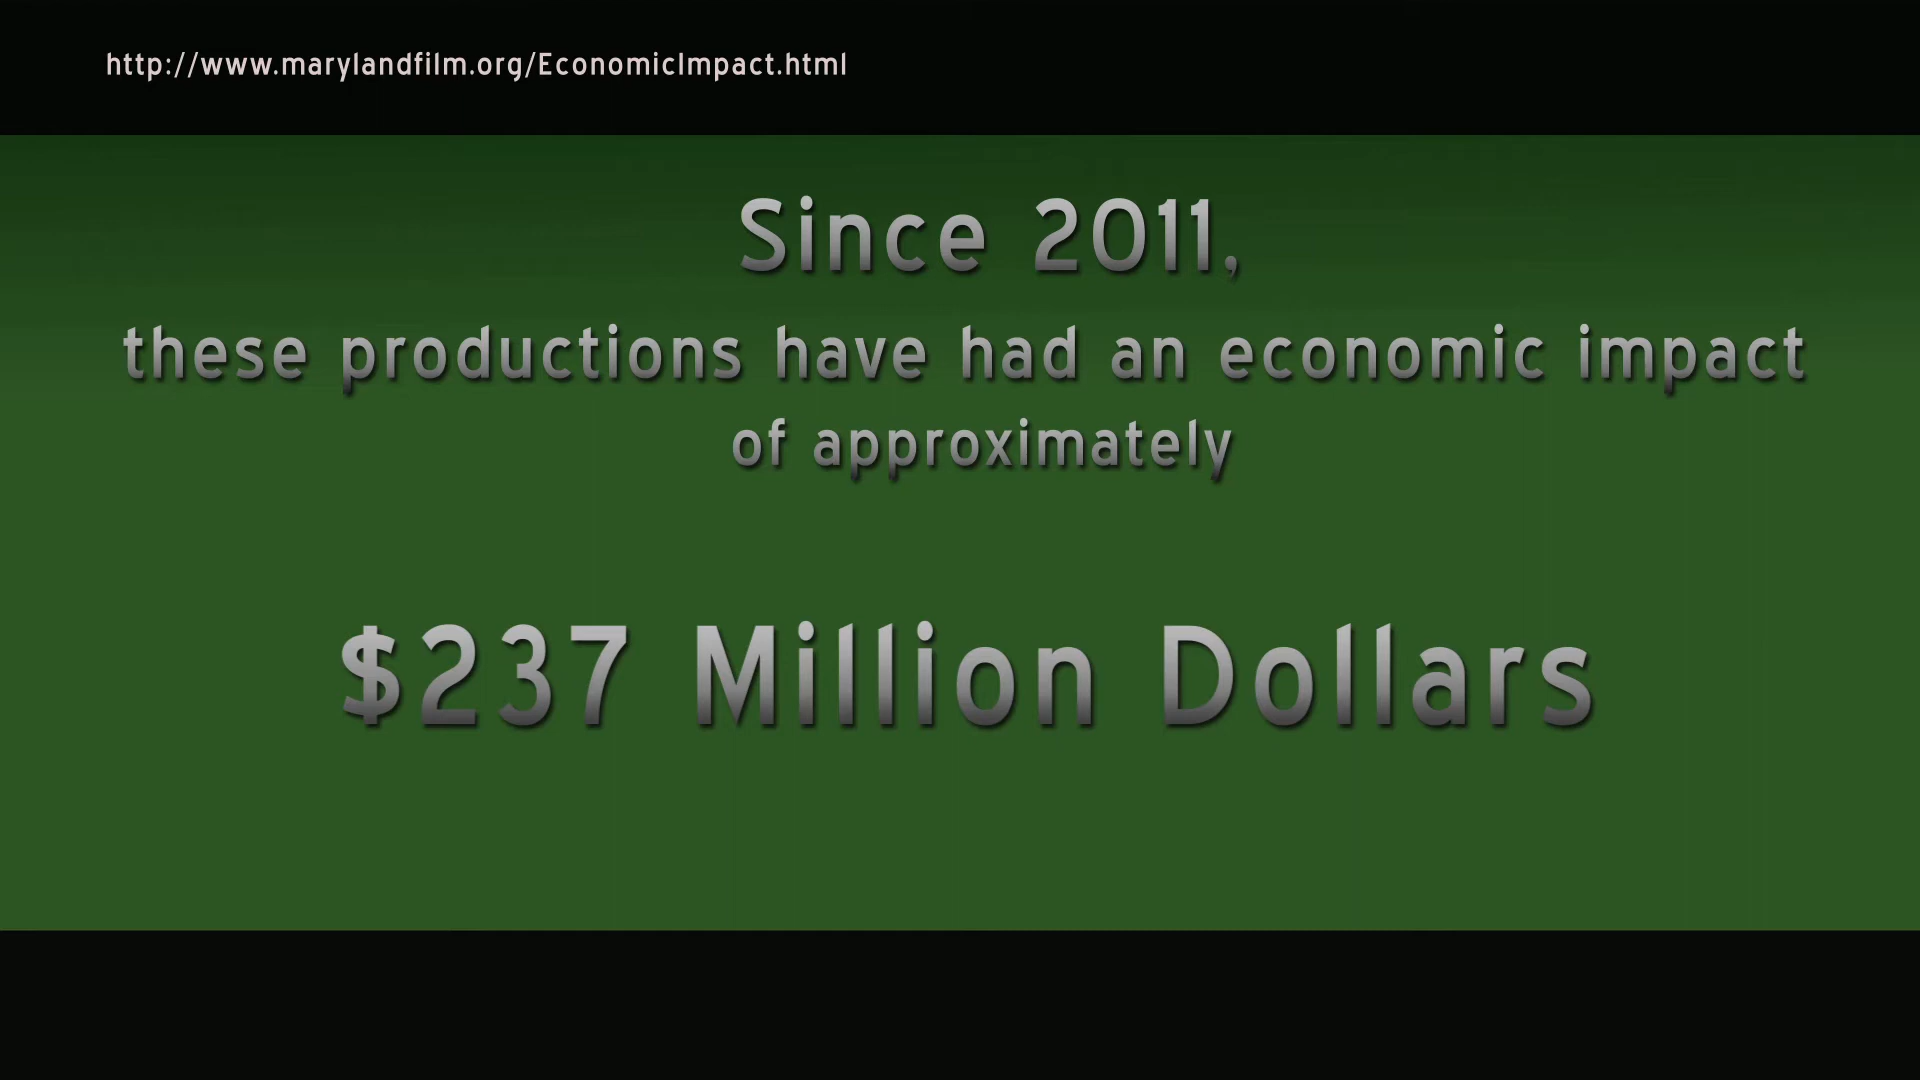 http://www.marylandfilm.org/EconomicImpact.html
Since 2011,
these productions have had an economic impact
of approximately
$237 Million Dollars